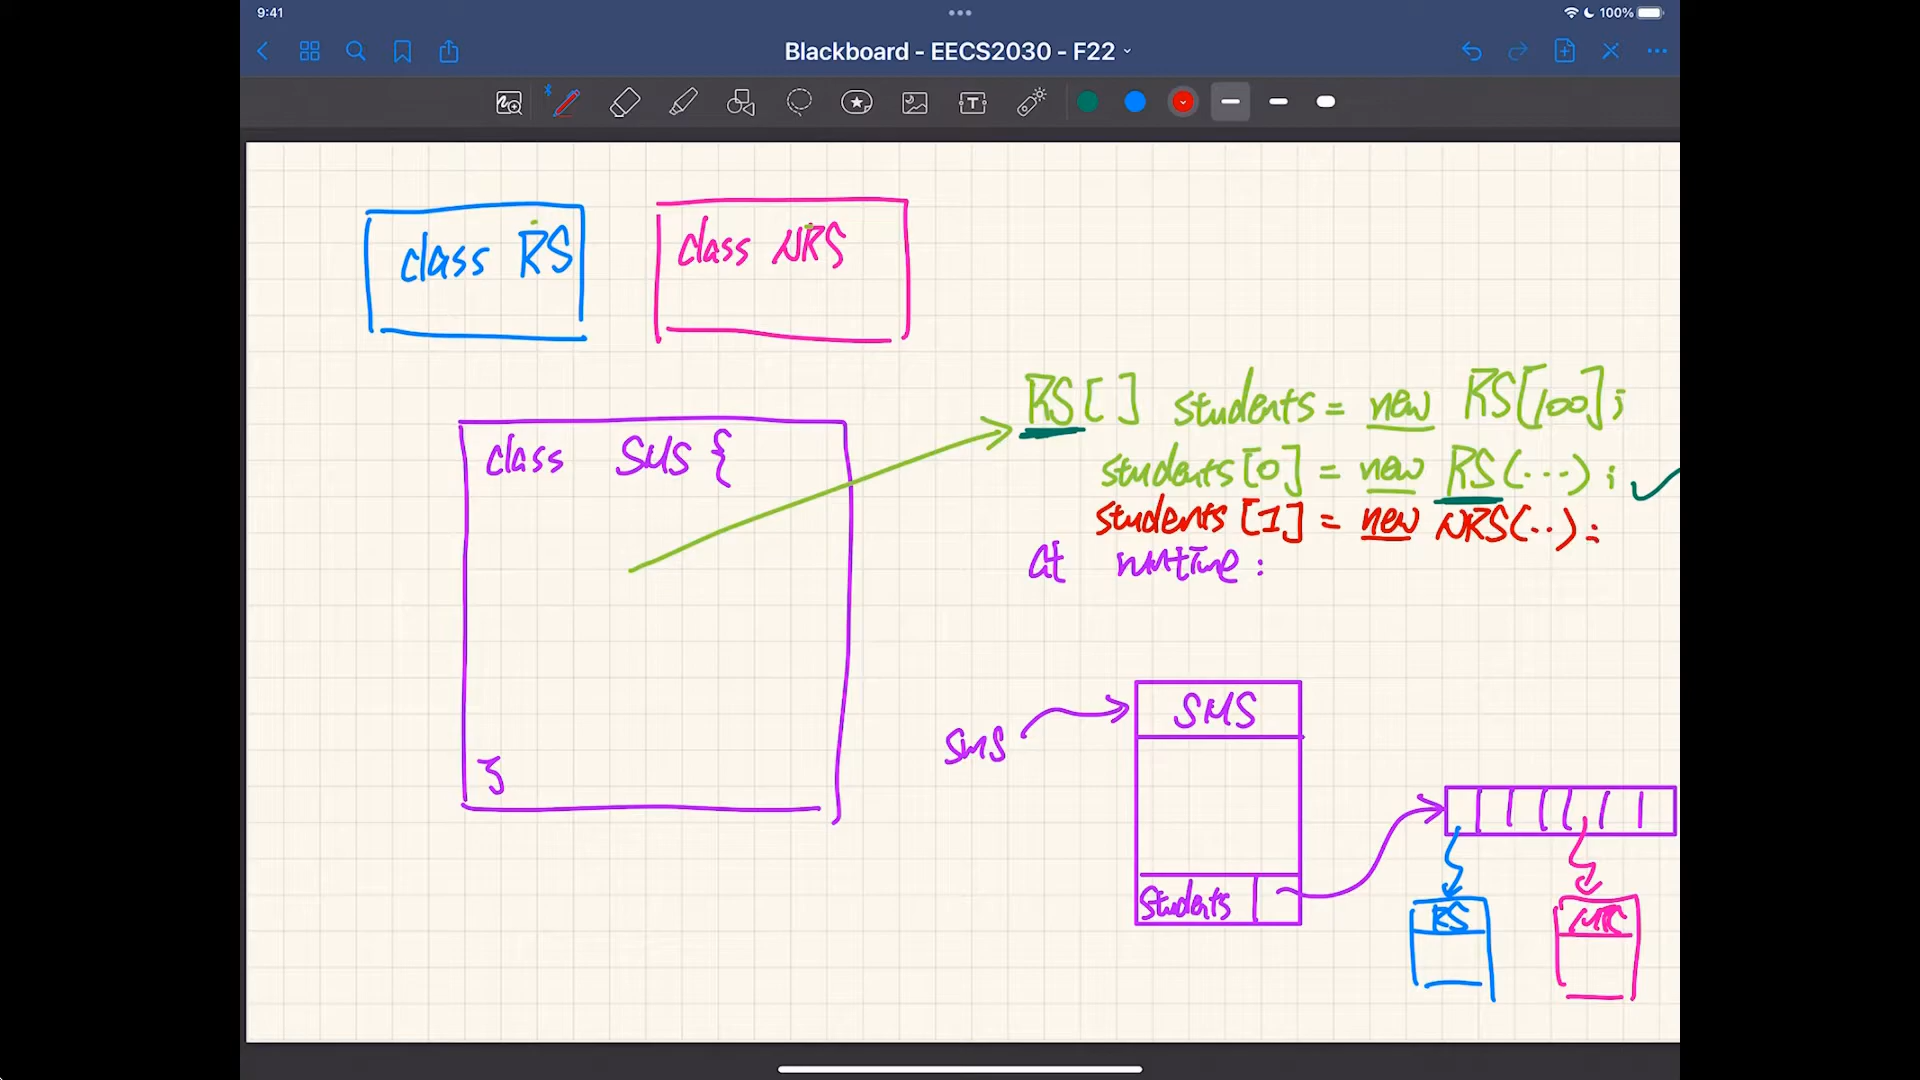 9:41
100%
Blackboard - EECS2030 - F22
class RS
class NRS
RS[ ] students = new RS[100];
students[0] = new RS(...);
students[1] = new NRS(..);
at runtime:
class SMS {
}
sms
SMS
students
RS